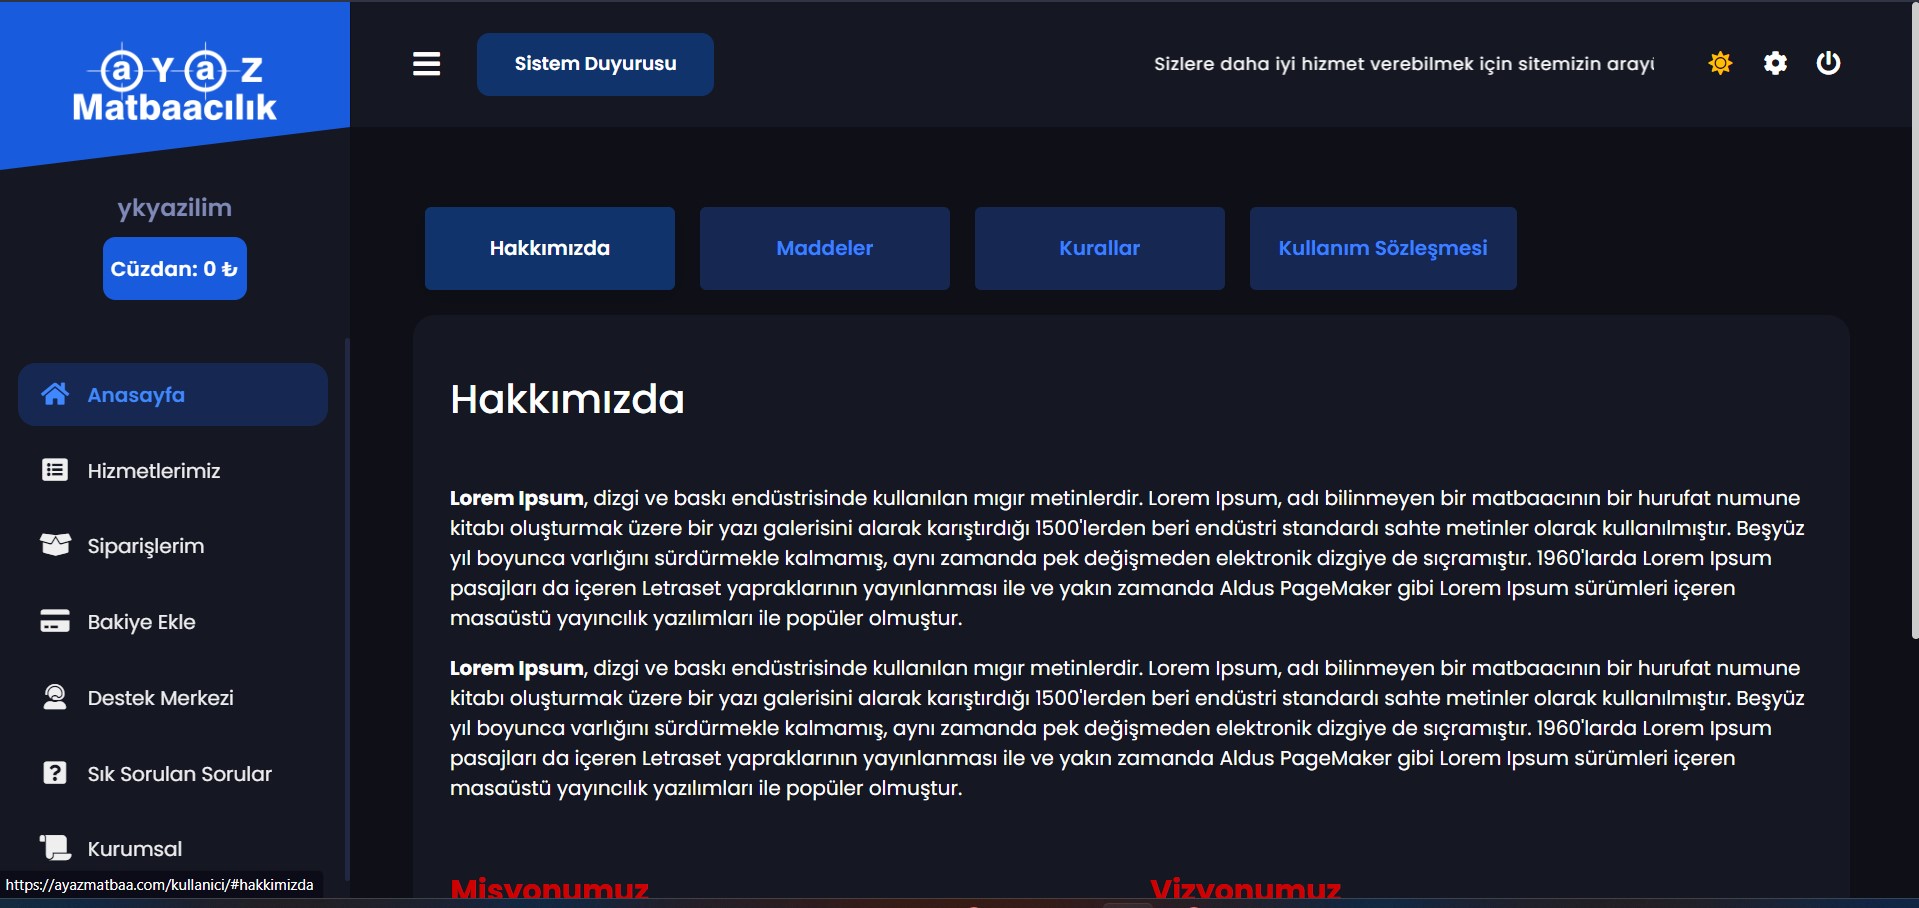 ayaz
Matbaacılık
Sistem Duyurusu
Sizlere daha iyi hizmet verebilmek için sitemizin arayü
ykyazilim
Cüzdan: 0 ₺
Hakkımızda
Maddeler
Kurallar
Kullanım Sözleşmesi
Anasayfa
Hizmetlerimiz
Siparişlerim
Bakiye Ekle
Destek Merkezi
Sık Sorulan Sorular
Kurumsal
Hakkımızda
Lorem Ipsum, dizgi ve baskı endüstrisinde kullanılan mıgır metinlerdir. Lorem Ipsum, adı bilinmeyen bir matbaacının bir hurufat numune
kitabı oluşturmak üzere bir yazı galerisini alarak karıştırdığı 1500'lerden beri endüstri standardı sahte metinler olarak kullanılmıştır. Beşyüz
yıl boyunca varlığını sürdürmekle kalmamış, aynı zamanda pek değişmeden elektronik dizgiye de sıçramıştır. 1960'larda Lorem Ipsum
pasajları da içeren Letraset yapraklarının yayınlanması ile ve yakın zamanda Aldus PageMaker gibi Lorem Ipsum sürümleri içeren
masaüstü yayıncılık yazılımları ile popüler olmuştur.
Lorem Ipsum, dizgi ve baskı endüstrisinde kullanılan mıgır metinlerdir. Lorem Ipsum, adı bilinmeyen bir matbaacının bir hurufat numune
kitabı oluşturmak üzere bir yazı galerisini alarak karıştırdığı 1500'lerden beri endüstri standardı sahte metinler olarak kullanılmıştır. Beşyüz
yıl boyunca varlığını sürdürmekle kalmamış, aynı zamanda pek değişmeden elektronik dizgiye de sıçramıştır. 1960'larda Lorem Ipsum
pasajları da içeren Letraset yapraklarının yayınlanması ile ve yakın zamanda Aldus PageMaker gibi Lorem Ipsum sürümleri içeren
masaüstü yayıncılık yazılımları ile popüler olmuştur.
Misyonumuz
Vizyonumuz
https://ayazmatbaa.com/kullanici/#hakkimizda